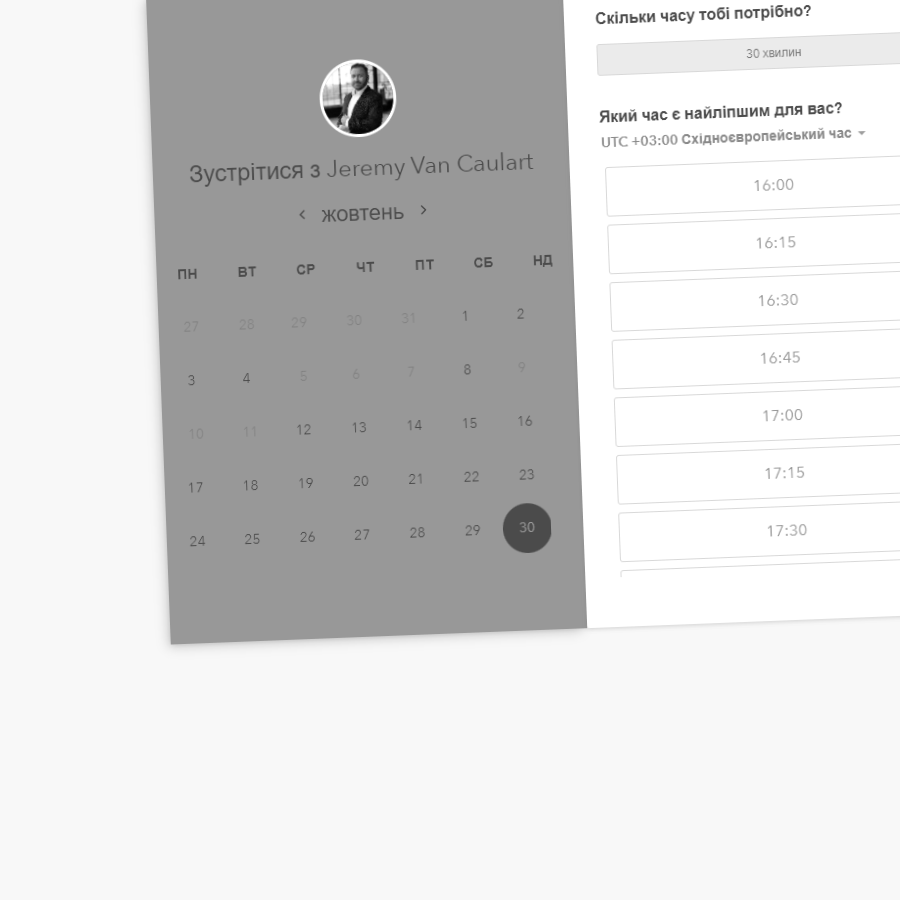 Зустрітися з Jeremy Van Caulart
жовтень
ПН ВТ СР ЧТ ПТ СБ НД
27 28 29 30 31 1 2
3 4 5 6 7 8 9
10 11 12 13 14 15 16
17 18 19 20 21 22 23
24 25 26 27 28 29 30
Скільки часу тобі потрібно?
30 хвилин
Який час є найліпшим для вас?
UTC +03:00 Східноєвропейський час
16:00
16:15
16:30
16:45
17:00
17:15
17:30